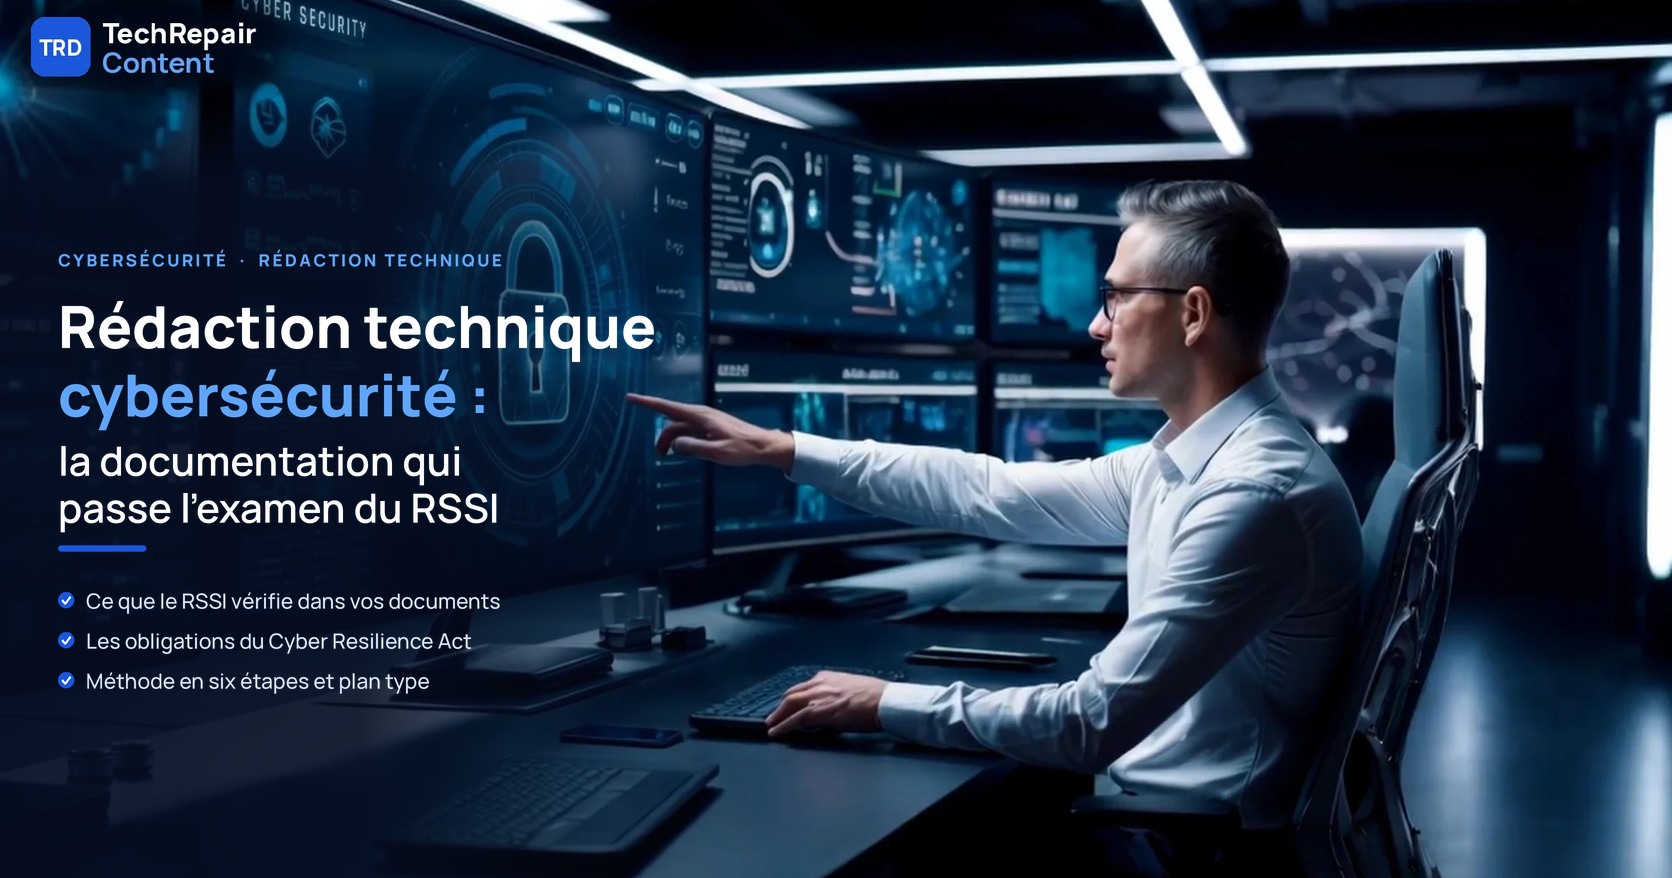 CYBER SECURITY
TRD
TechRepair
Content
CYBERSÉCURITÉ · RÉDACTION TECHNIQUE
Rédaction technique
cybersécurité :
la documentation qui
passe l’examen du RSSI
Ce que le RSSI vérifie dans vos documents
Les obligations du Cyber Resilience Act
Méthode en six étapes et plan type